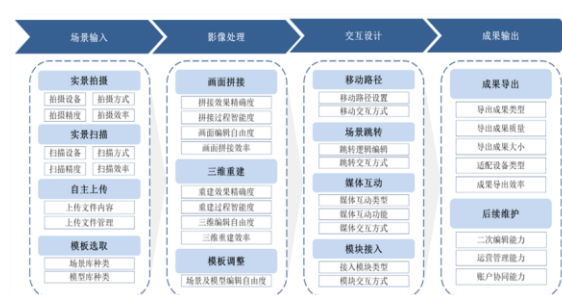 场景输入
影像处理
交互设计
成果输出
实景拍摄
拍摄设备 拍摄方式
拍摄精度 拍摄效率
实景扫描
扫描设备 扫描方式
扫描精度 扫描效率
自主上传
上传文件内容
上传文件管理
模板选取
场景库种类
模型库种类
画面拼接
拼接效果精确度
拼接过程智能度
画面编辑自由度
画面拼接效率
三维重建
重建效果精确度
重建过程智能度
三维编辑自由度
三维重建效率
模板调整
场景及模型编辑自由度
移动路径
移动路径设置
移动交互方式
场景跳转
跳转逻辑编辑
跳转交互方式
媒体互动
媒体互动类型
媒体互动功能
媒体交互方式
模块接入
接入模块类型
模块交互方式
成果导出
导出成果类型
导出成果质量
导出成果大小
适配设备类型
成果导出效率
后续维护
二次编辑能力
运营管理能力
账户协同能力